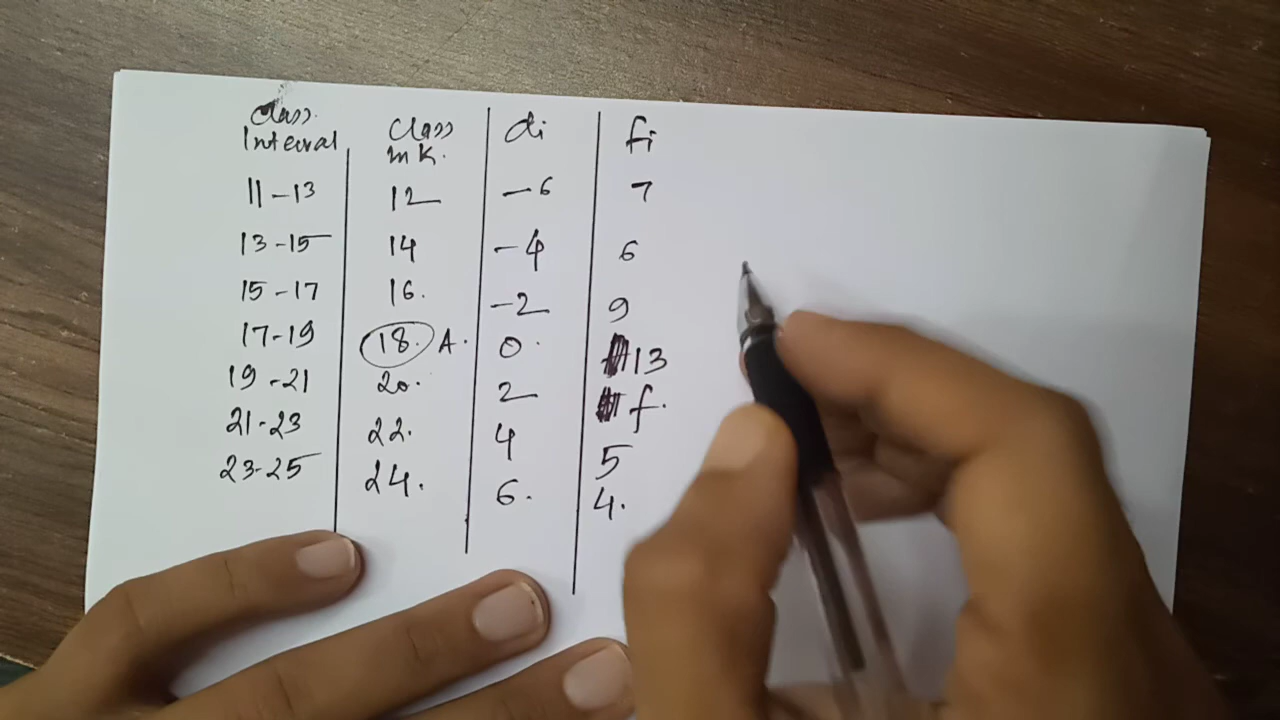 Class Interval Class mk. di fi
11-13 12 -6 7
13-15 14 -4 6
15-17 16. -2 9
17-19 18. A. 0. 13
19-21 20. 2 f.
21-23 22. 4 5
23-25 24. 6. 4.